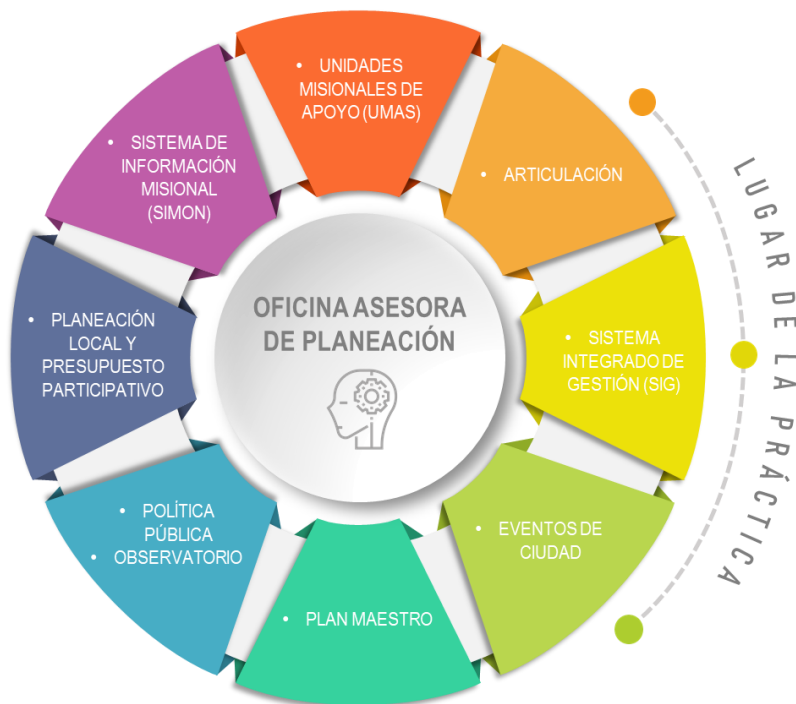 OFICINA ASESORA
DE PLANEACIÓN
• UNIDADES
MISIONALES DE
APOYO (UMAS)
• ARTICULACIÓN
• SISTEMA
INTEGRADO DE
GESTIÓN (SIG)
• EVENTOS DE
CIUDAD
• PLAN MAESTRO
• POLÍTICA
PÚBLICA
• OBSERVATORIO
• PLANEACIÓN
LOCAL Y
PRESUPUESTO
PARTICIPATIVO
• SISTEMA DE
INFORMACIÓN
MISIONAL
(SIMON)
LUGAR DE LA PRÁCTICA